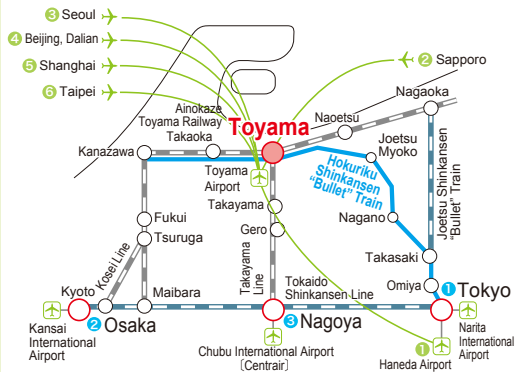 3 Seoul
4 Beijing, Dalian
5 Shanghai
6 Taipei
2 Sapporo
Nagaoka
Ainokaze
Toyama Railway
Takaoka
Toyama
Naoetsu
Kanazawa
Joetsu
Myoko
Toyama
Airport
Hokuriku
Shinkansen
"Bullet" Train
Joetsu Shinkansen
"Bullet" Train
Takayama
Nagano
Fukui
Gero
Tsuruga
Takasaki
Kosei Line
Takayama
Line
Omiya
1 Tokyo
Kyoto
Maibara
Tokaido
Shinkansen Line
2 Osaka
3 Nagoya
Kansai
International
Airport
Chubu International Airport
[Centrair]
1
Haneda Airport
Narita
International
Airport